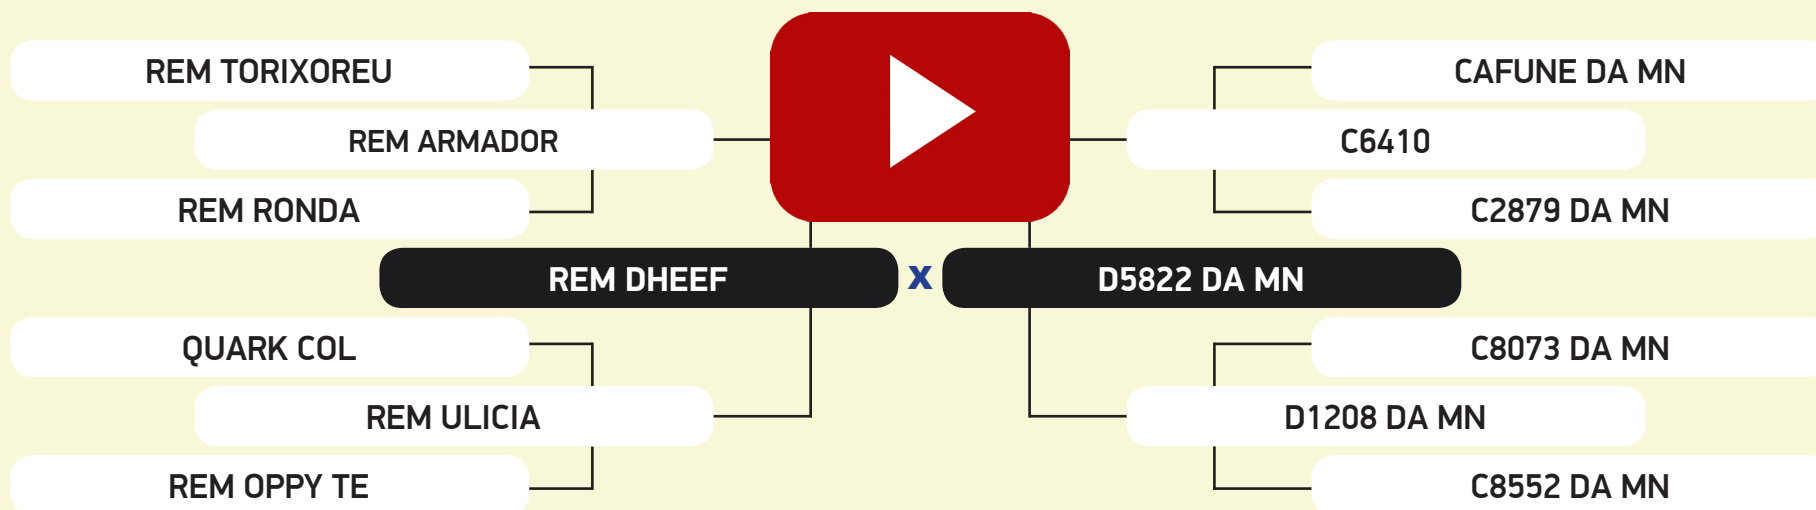 REM TORIXOREU
REM ARMADOR
REM RONDA
REM DHEEF
QUARK COL
REM ULICIA
REM OPPY TE
X
CAFUNE DA MN
C6410
C2879 DA MN
D5822 DA MN
C8073 DA MN
D1208 DA MN
C8552 DA MN